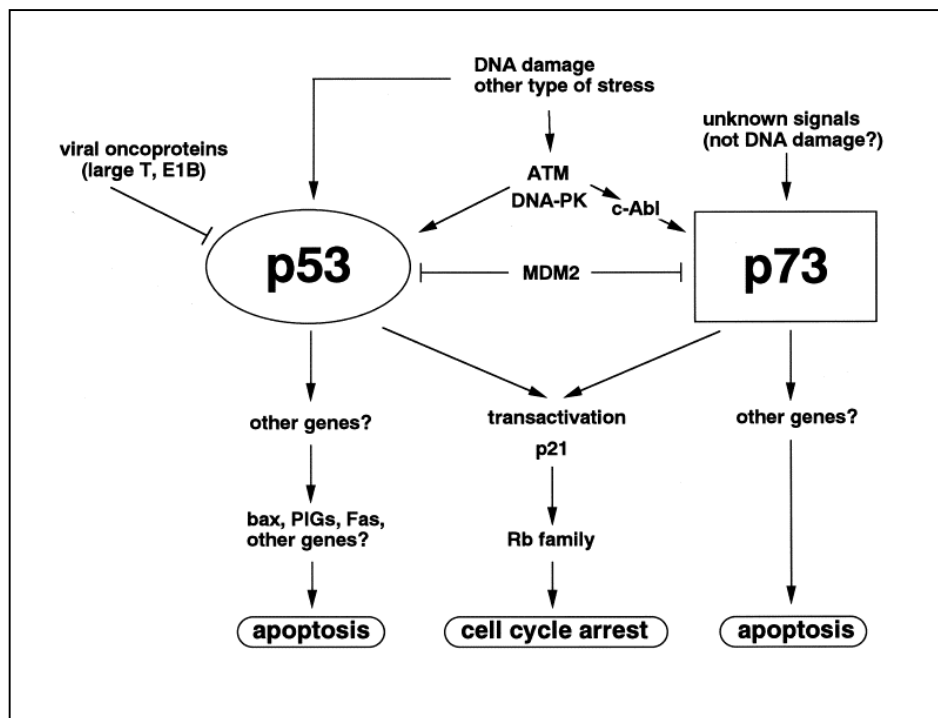 DNA damage
other type of stress
unknown signals
(not DNA damage?)
viral oncoproteins
(large T, E1B)
ATM
DNA-PK
c-Abl
p53
MDM2
p73
other genes?
transactivation
p21
other genes?
bax, PIGs, Fas,
other genes?
Rb family
apoptosis
cell cycle arrest
apoptosis